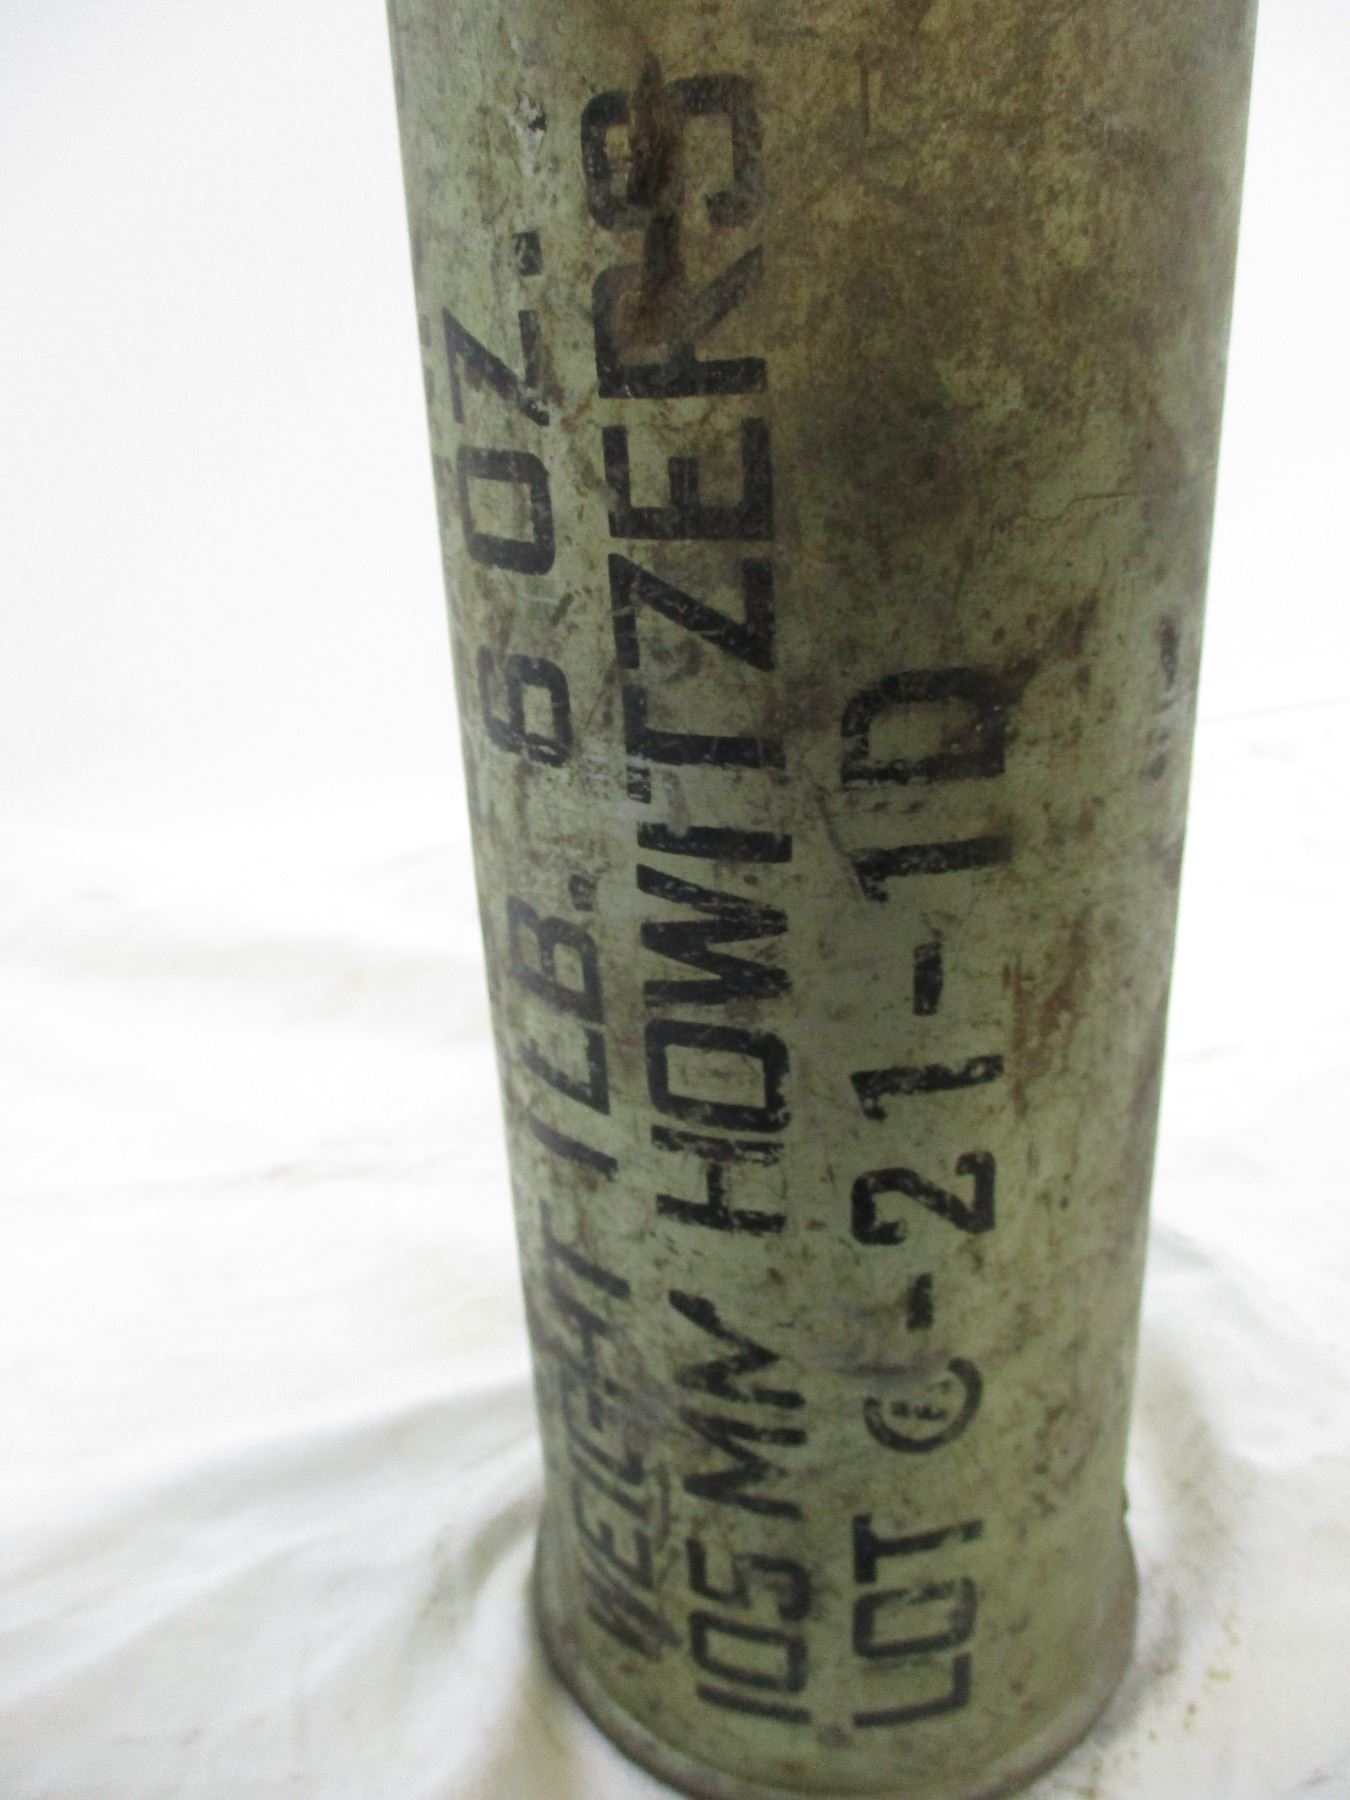 WEIGHT 1 LB. 6 OZ.
105 MM HOWITZERS
LOT C-21-1D